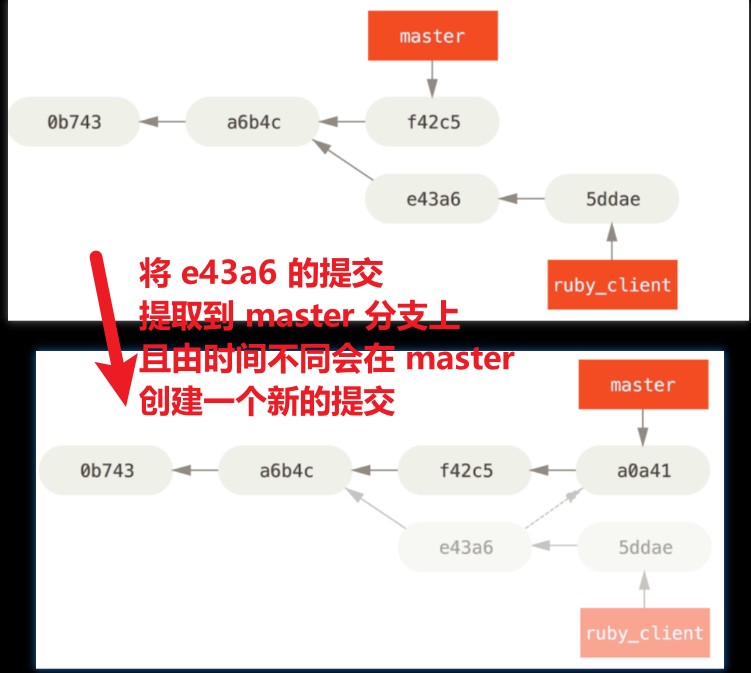 master
0b743
a6b4c
f42c5
e43a6
5ddae
ruby_client
将 e43a6 的提交
提取到 master 分支上
且由时间不同会在 master
创建一个新的提交
master
0b743
a6b4c
f42c5
a0a41
e43a6
5ddae
ruby_client